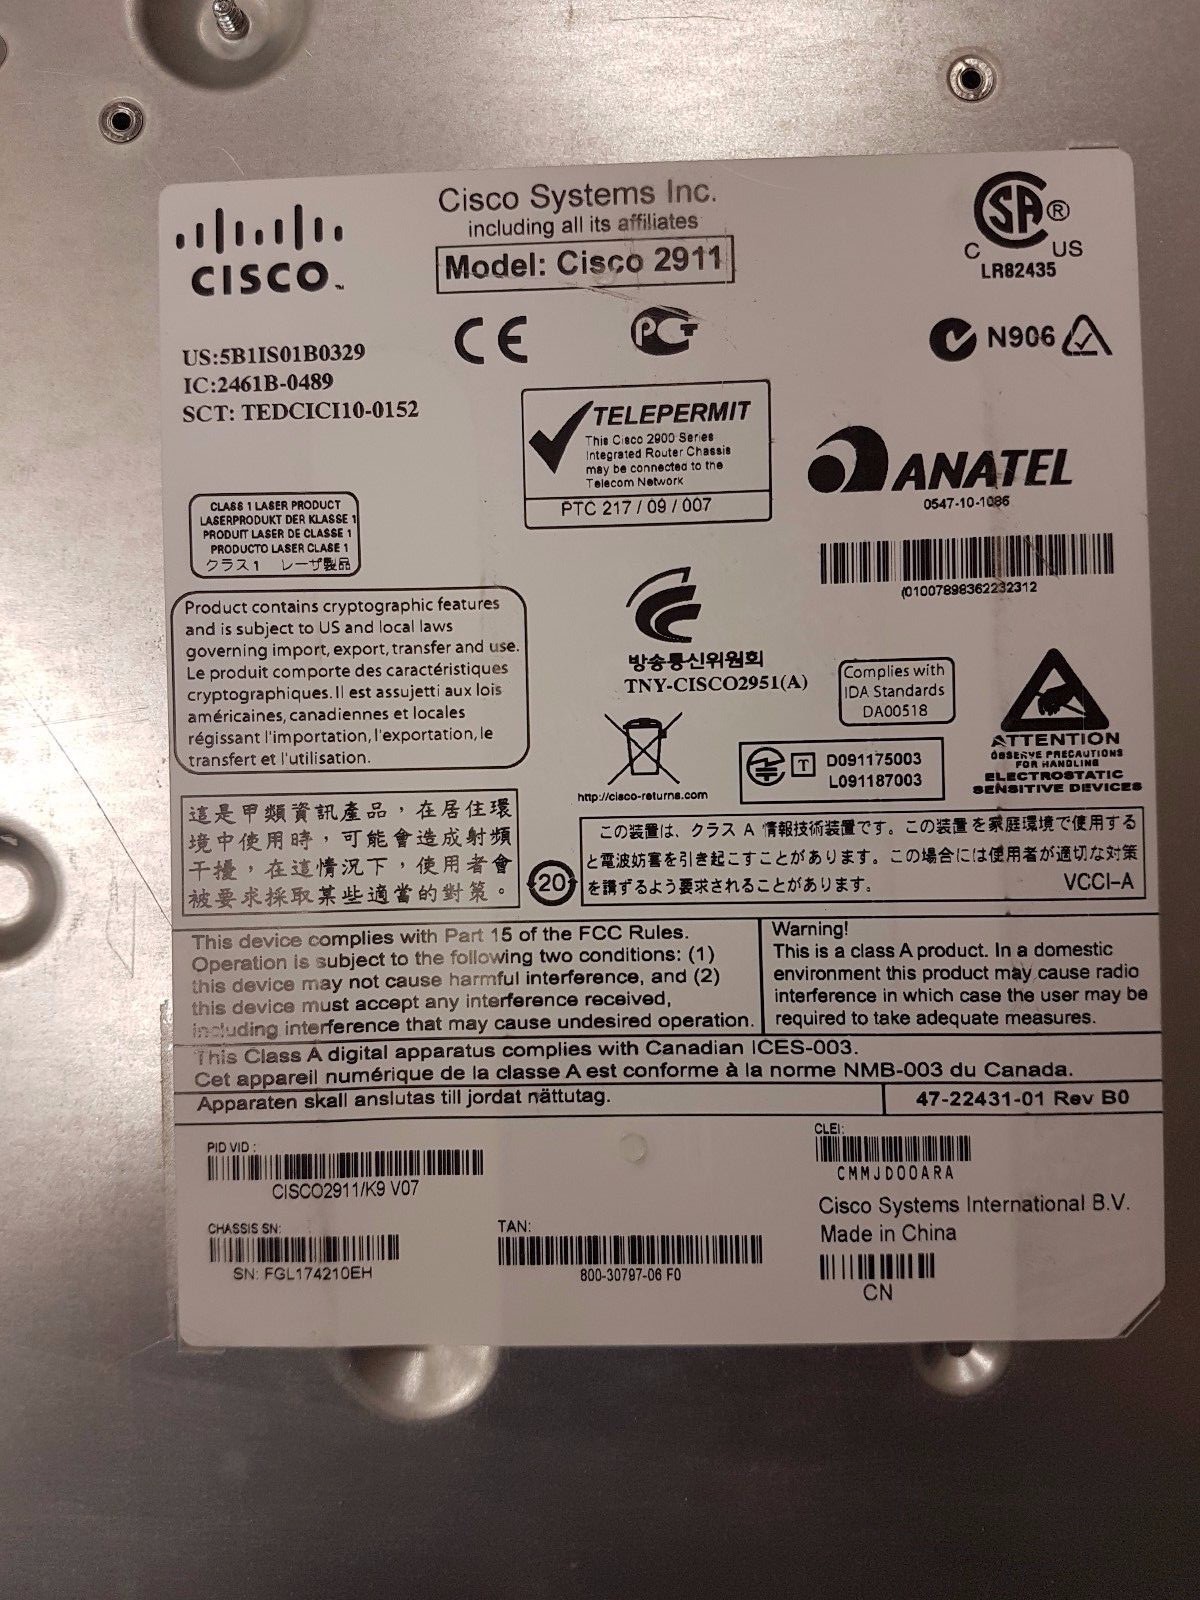 CISCO™
Cisco Systems Inc.
including all its affiliates
Model: Cisco 2911
CSA®
C US
LR82435
CE
PCT
N906
US:5B1IS01B0329
IC:2461B-0489
SCT: TEDCICI10-0152
TELEPERMIT
This Cisco 2900 Series
Integrated Router Chassis
may be connected to the
Telecom Network
PTC 217 / 09 / 007
ANATEL
0547-10-1086
(01007898362232312
CLASS 1 LASER PRODUCT
LASERPRODUKT DER KLASSE 1
PRODUIT LASER DE CLASSE 1
PRODUCTO LASER CLASE 1
クラス1 レーザ製品
Product contains cryptographic features
and is subject to US and local laws
governing import, export, transfer and use.
Le produit comporte des caractéristiques
cryptographiques. Il est assujetti aux lois
américaines, canadiennes et locales
régissant l'importation, l'exportation, le
transfert et l'utilisation.
방송통신위원회
TNY-CISCO2951(A)
Complies with
IDA Standards
DA00518
http://cisco-returns.com
T
D091175003
L091187003
ATTENTION
OBSERVE PRECAUTIONS
FOR HANDLING
ELECTROSTATIC
SENSITIVE DEVICES
這是甲類資訊產品，在居住環
境中使用時，可能會造成射頻
干擾，在這情況下，使用者會
被要求採取某些適當的對策。
20
この装置は、クラス A 情報技術装置です。この装置を家庭環境で使用する
と電波妨害を引き起こすことがあります。この場合には使用者が適切な対策
を講ずるよう要求されることがあります。
VCCI-A
This device complies with Part 15 of the FCC Rules.
Operation is subject to the following two conditions: (1)
this device may not cause harmful interference, and (2)
this device must accept any interference received,
including interference that may cause undesired operation.
Warning!
This is a class A product. In a domestic
environment this product may cause radio
interference in which case the user may be
required to take adequate measures.
This Class A digital apparatus complies with Canadian ICES-003.
Cet appareil numérique de la classe A est conforme à la norme NMB-003 du Canada.
Apparaten skall anslutas till jordat nättutag.
47-22431-01 Rev B0
PID VID :
CISCO2911/K9 V07
CLEI:
CMMJD00ARA
Cisco Systems International B.V.
Made in China
CN
CHASSIS SN:
SN: FGL174210EH
TAN:
800-30797-06 F0